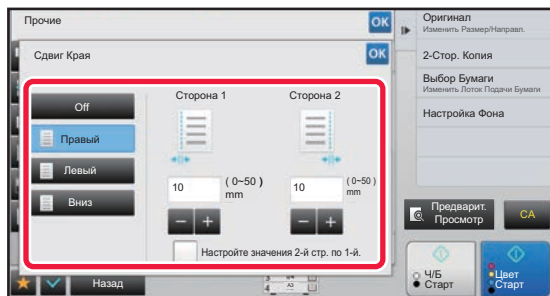 Прочие
OK
Сдвиг Края
OK
Off
Правый
Левый
Вниз
Сторона 1
Сторона 2
10
( 0~50 )
mm
10
(0~50)
mm
− +
− +
Настройте значения 2-й стр. по 1-й.
Назад
Оригинал
Изменить Размер/Направл.
2-Стор. Копия
Выбор Бумаги
Изменить Лоток Подачи Бумаги
Настройка Фона
Предварит.
Просмотр
CA
Ч/Б
Старт
Цвет
Старт